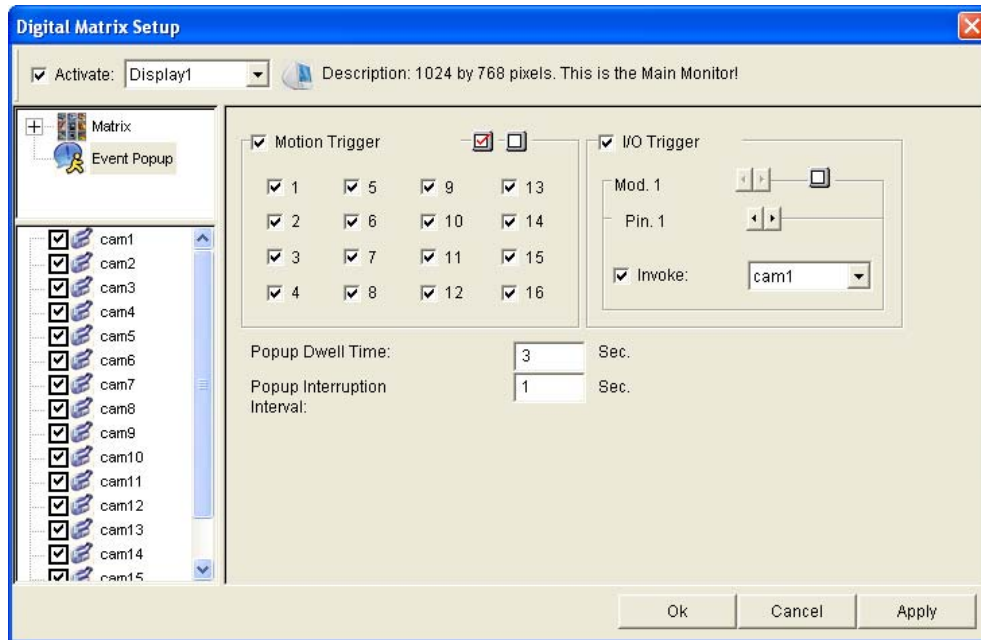 Digital Matrix Setup
Activate: Display1 Description: 1024 by 768 pixels. This is the Main Monitor!
Matrix
Event Popup
cam1
cam2
cam3
cam4
cam5
cam6
cam7
cam8
cam9
cam10
cam11
cam12
cam13
cam14
cam15
Motion Trigger
1 5 9 13
2 6 10 14
3 7 11 15
4 8 12 16
I/O Trigger
Mod. 1
Pin. 1
Invoke: cam1
Popup Dwell Time: 3 Sec.
Popup Interruption 1 Sec.
Interval:
Ok Cancel Apply